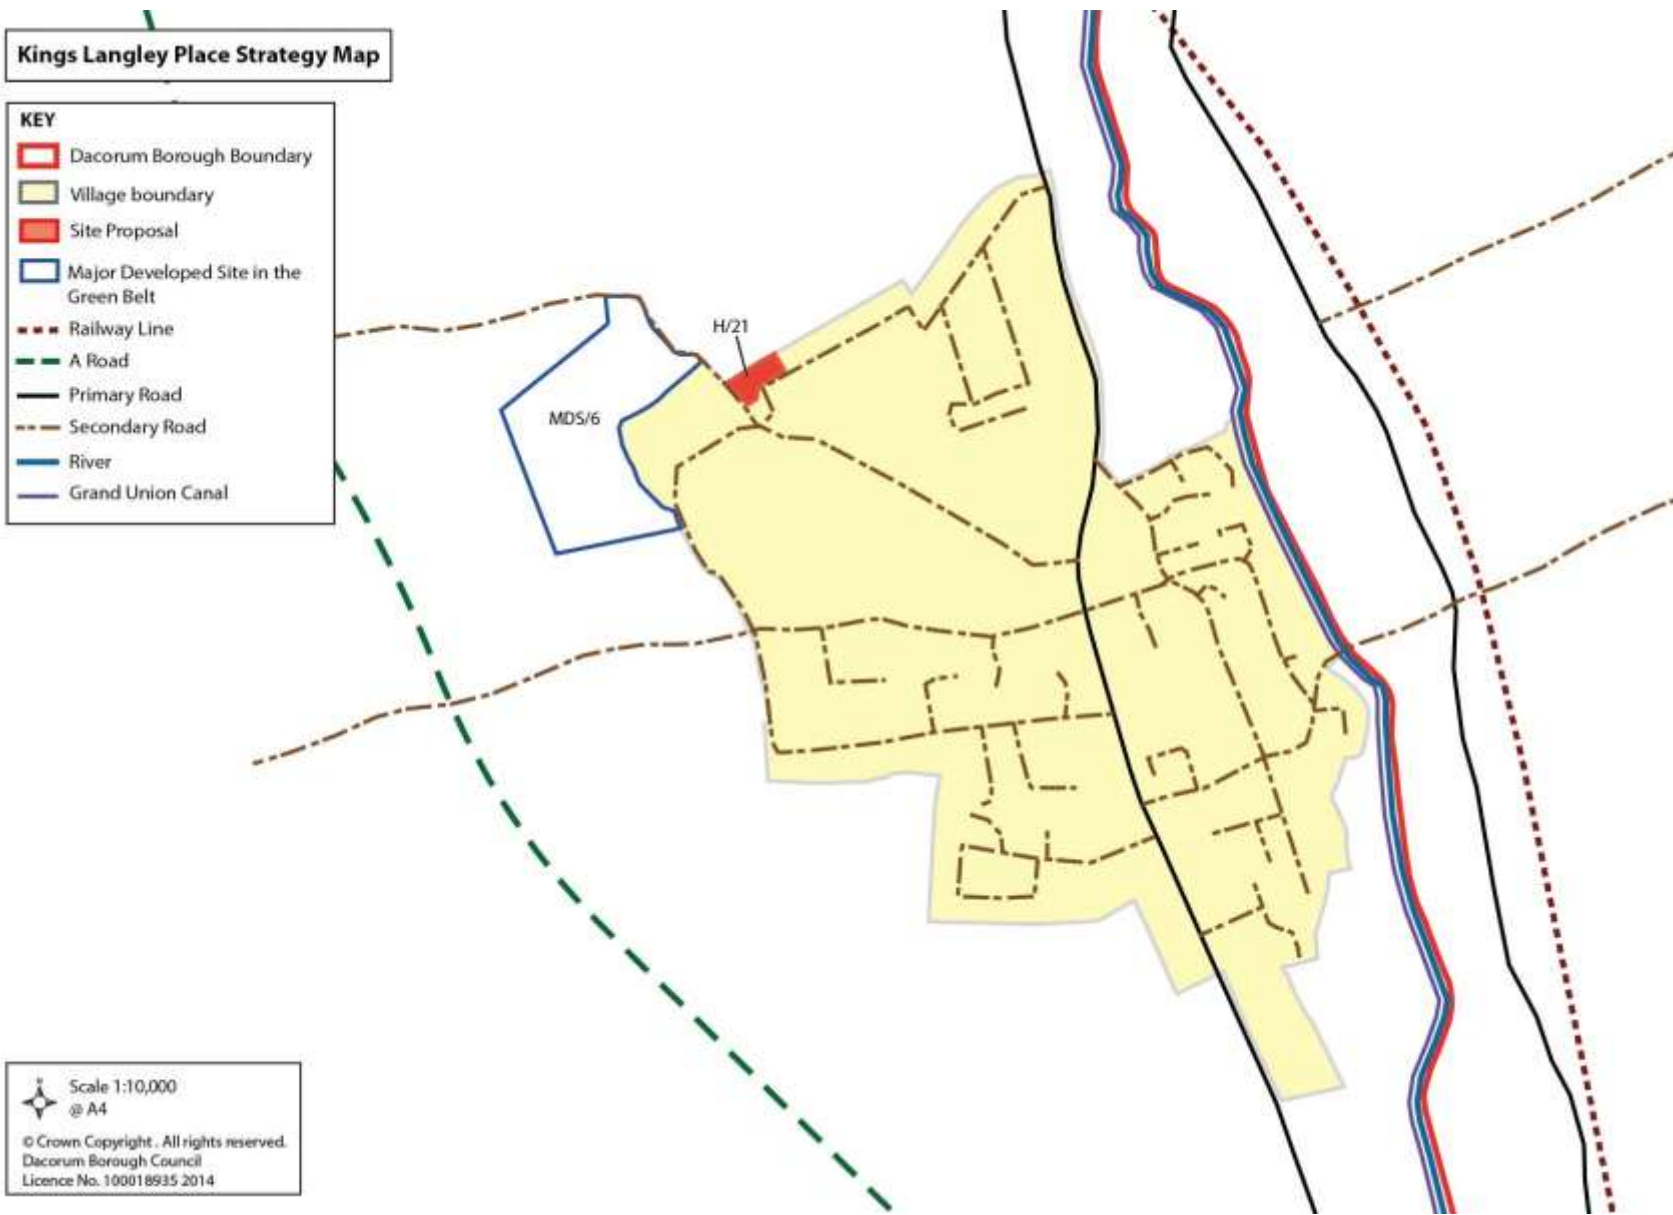 Kings Langley Place Strategy Map
KEY
Dacorum Borough Boundary
Village boundary
Site Proposal
Major Developed Site in the
Green Belt
Railway Line
A Road
Primary Road
Secondary Road
River
Grand Union Canal
H/21
MDS/6
Scale 1:10,000
@ A4
© Crown Copyright . All rights reserved.
Dacorum Borough Council
Licence No. 100018935 2014